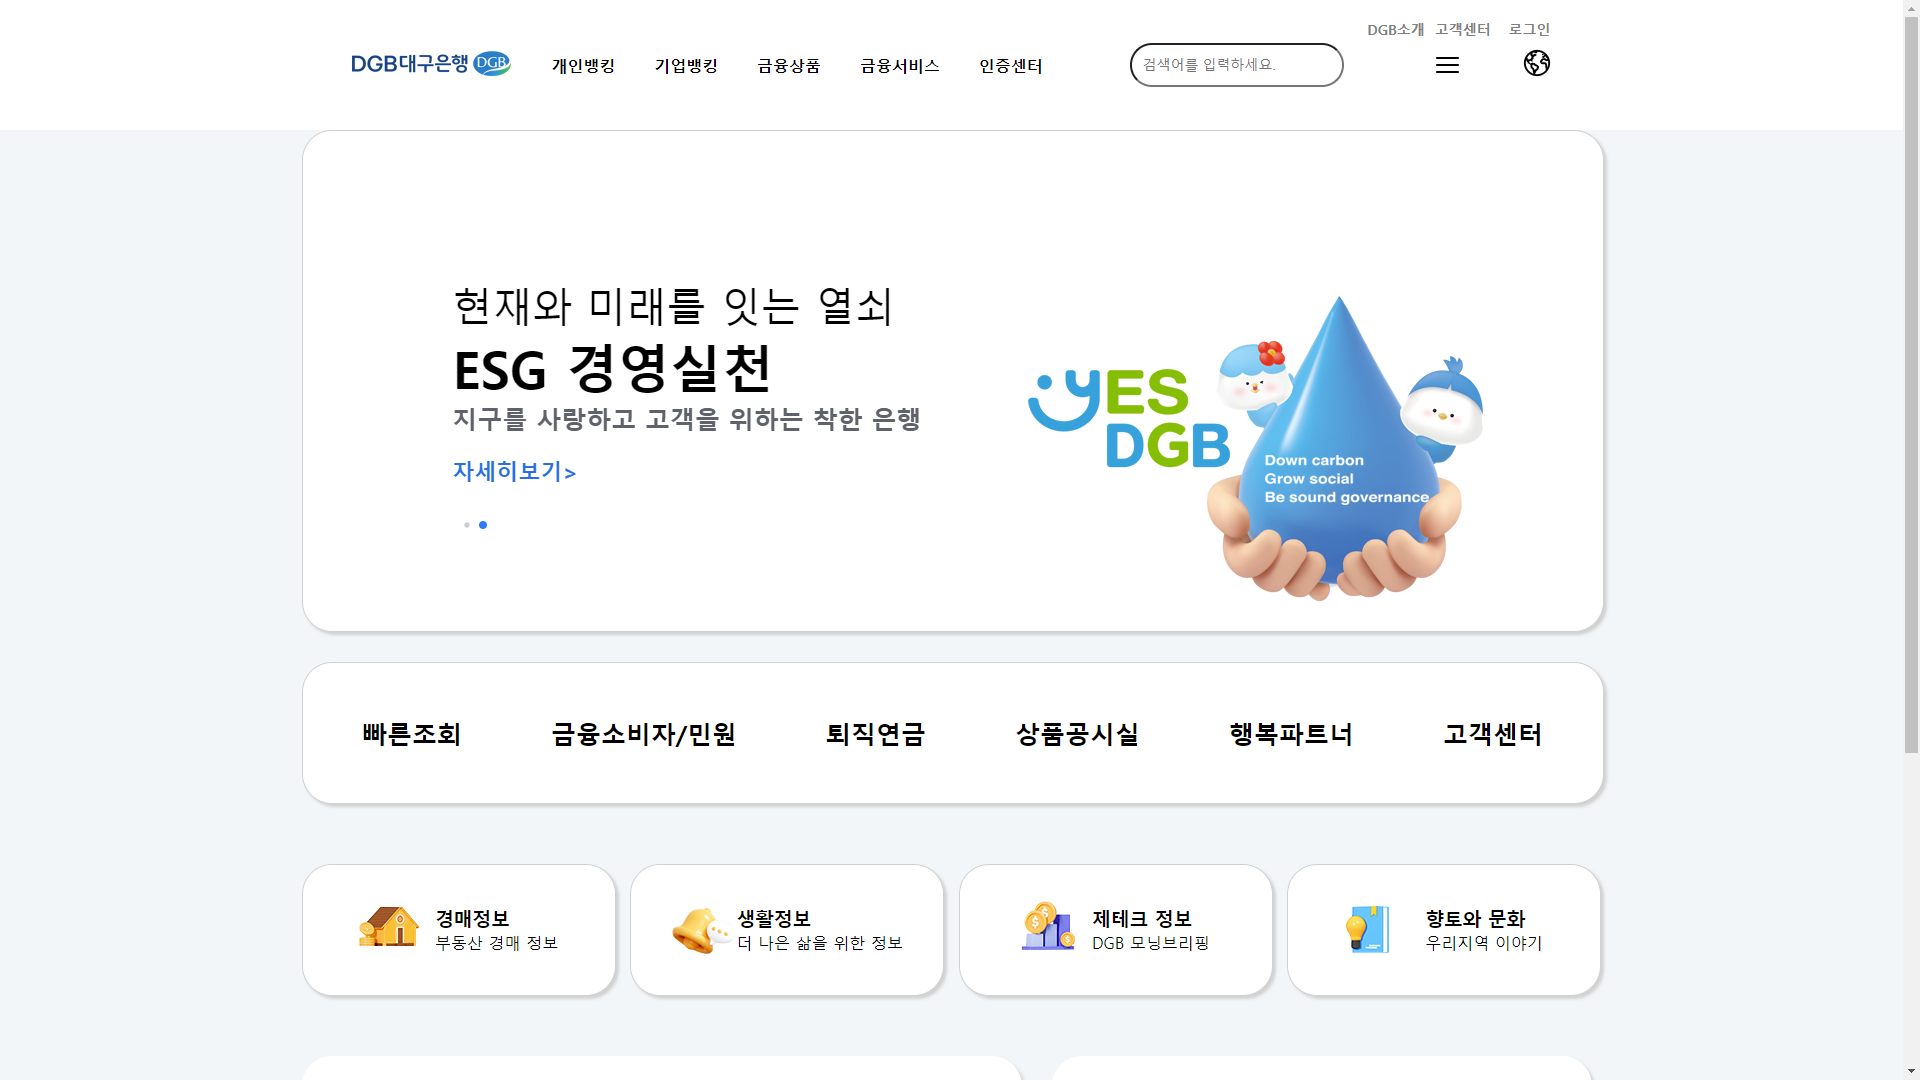 DGB소개 고객센터 로그인
DGB대구은행 DGB 개인뱅킹 기업뱅킹 금융상품 금융서비스 인증센터 검색어를 입력하세요.
현재와 미래를 잇는 열쇠
ESG 경영실천
지구를 사랑하고 고객을 위하는 착한 은행
자세히보기>
yES
DGB
Down carbon
Grow social
Be sound governance
빠른조회 금융소비자/민원 퇴직연금 상품공시실 행복파트너 고객센터
경매정보
부동산 경매 정보
생활정보
더 나은 삶을 위한 정보
제테크 정보
DGB 모닝브리핑
향토와 문화
우리지역 이야기